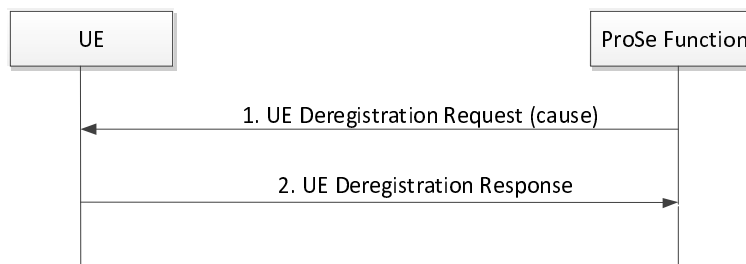 UE
ProSe Function
1. UE Deregistration Request (cause)
2. UE Deregistration Response